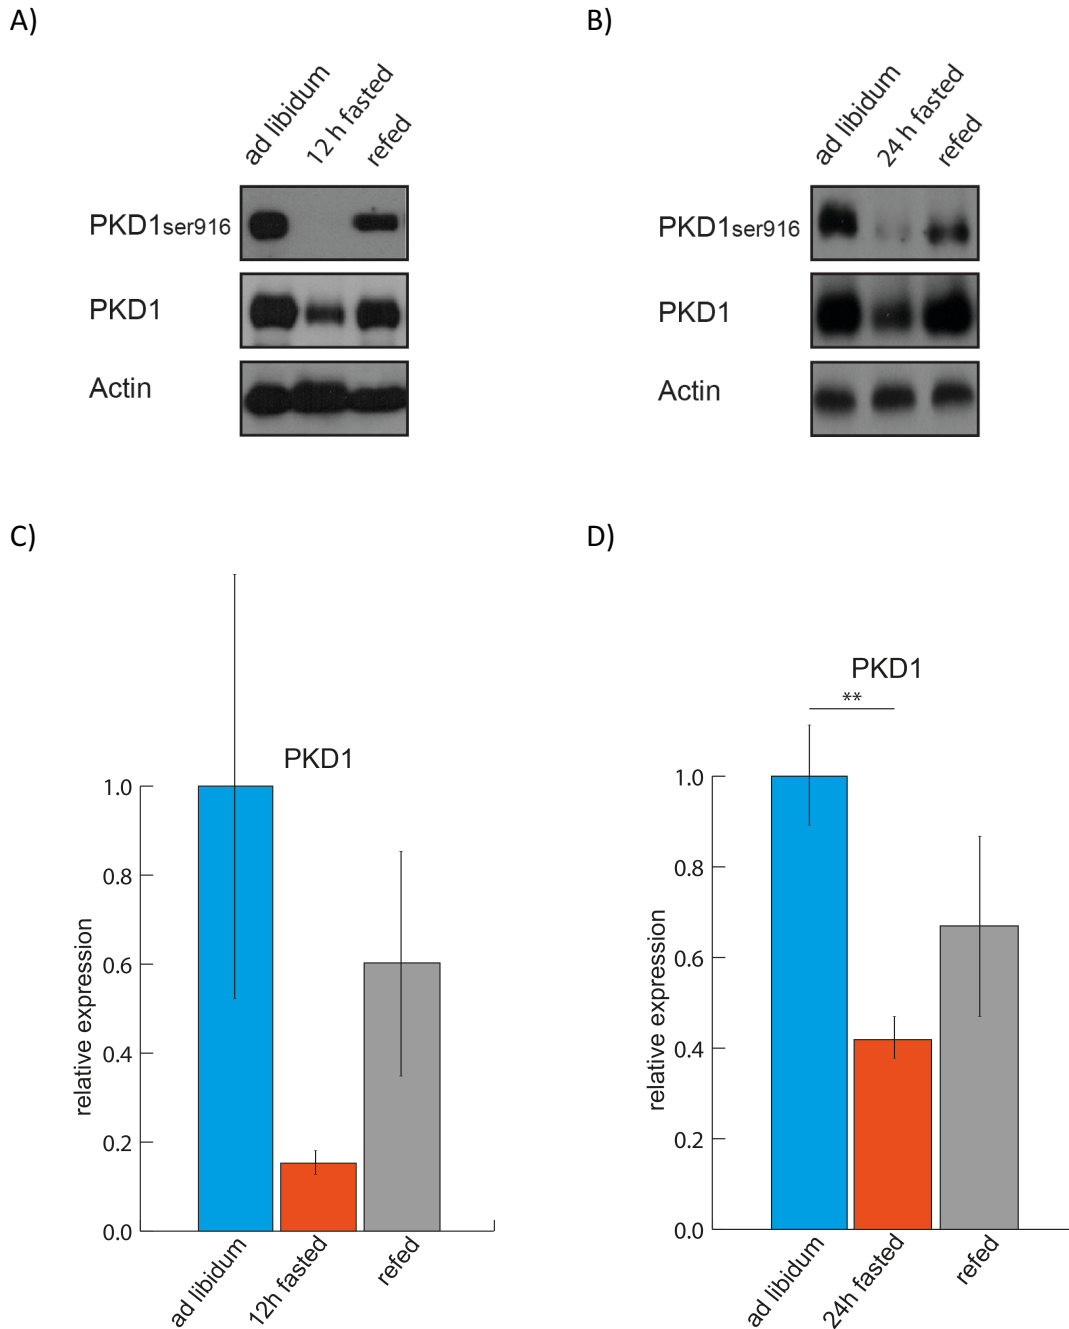 A)
ad libidum
12 h fasted
refed
PKD1ser916
PKD1
Actin
B)
ad libidum
24 h fasted
refed
PKD1ser916
PKD1
Actin
C)
PKD1
relative expression
1.0
0.8
0.6
0.4
0.2
0.0
ad libidum
12h fasted
refed
D)
PKD1
**
relative expression
1.0
0.8
0.6
0.4
0.2
0.0
ad libidum
24h fasted
refed